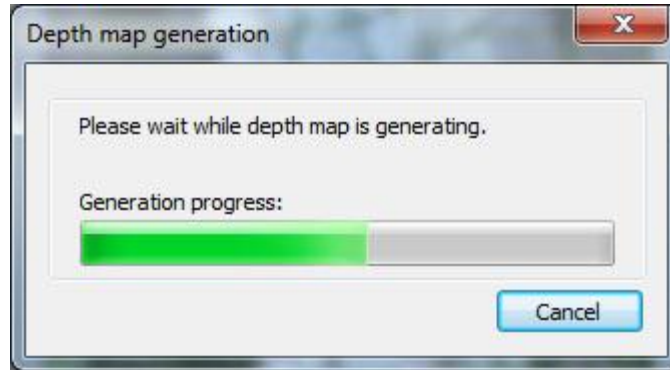 Depth map generation
Please wait while depth map is generating.
Generation progress:
Cancel